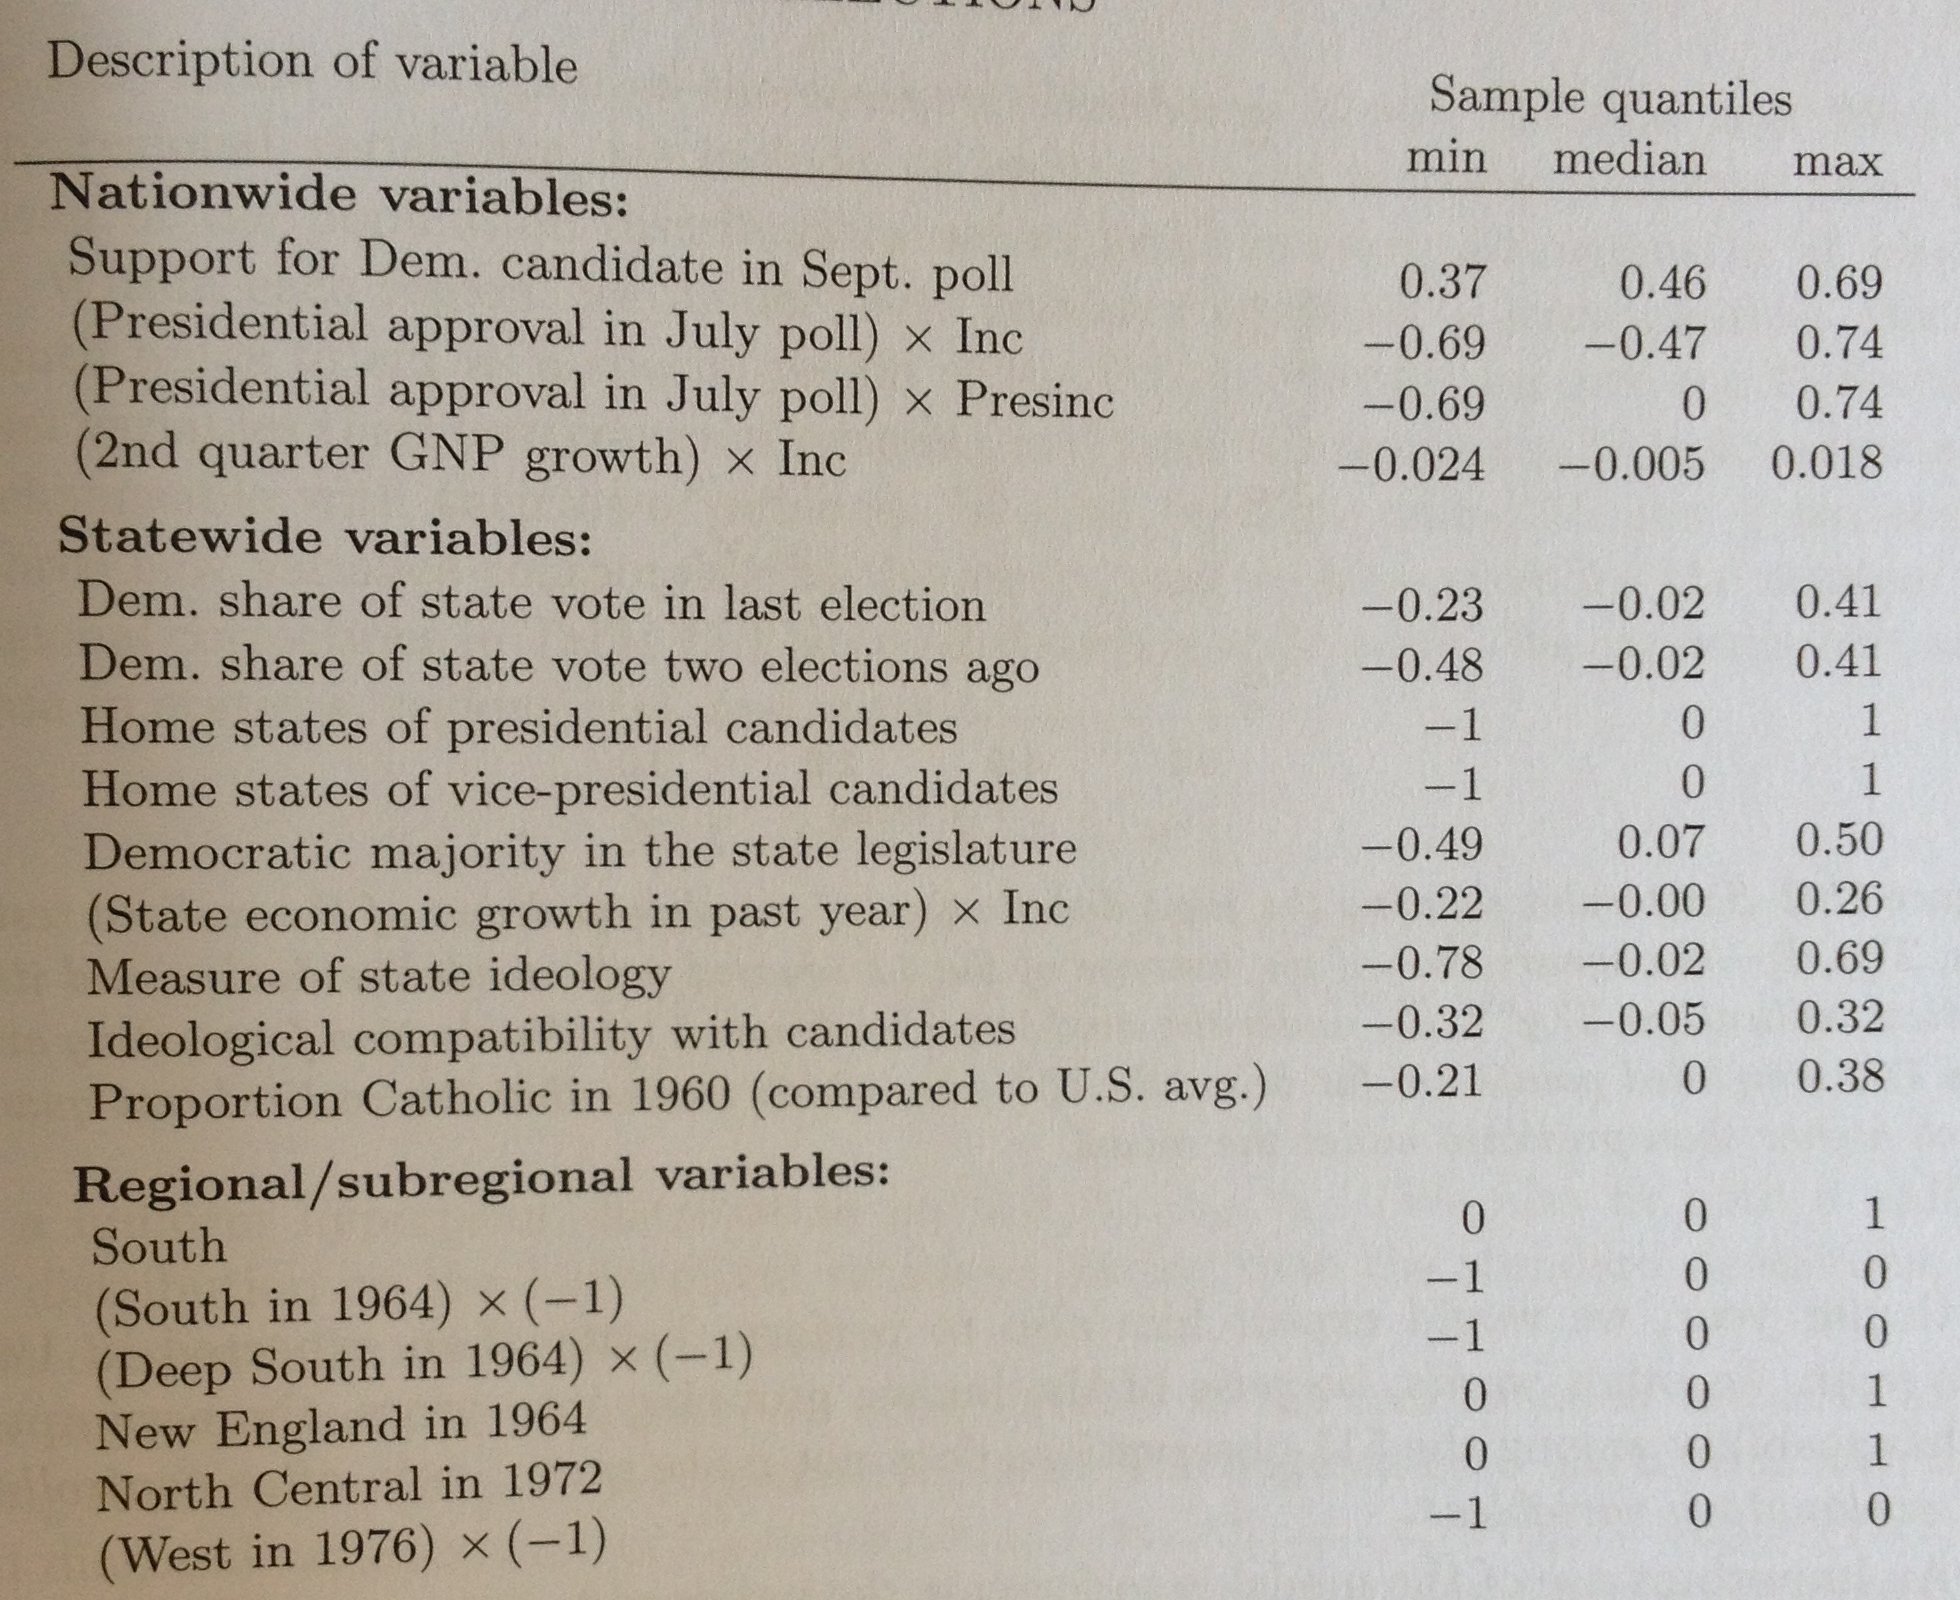 Description of variable
Sample quantiles
min median max
Nationwide variables:
Support for Dem. candidate in Sept. poll 0.37 0.46 0.69
(Presidential approval in July poll) × Inc −0.69 −0.47 0.74
(Presidential approval in July poll) × Presinc −0.69 0 0.74
(2nd quarter GNP growth) × Inc −0.024 −0.005 0.018
Statewide variables:
Dem. share of state vote in last election −0.23 −0.02 0.41
Dem. share of state vote two elections ago −0.48 −0.02 0.41
Home states of presidential candidates −1 0 1
Home states of vice-presidential candidates −1 0 1
Democratic majority in the state legislature −0.49 0.07 0.50
(State economic growth in past year) × Inc −0.22 −0.00 0.26
Measure of state ideology −0.78 −0.02 0.69
Ideological compatibility with candidates −0.32 −0.05 0.32
Proportion Catholic in 1960 (compared to U.S. avg.) −0.21 0 0.38
Regional/subregional variables:
South 0 0 1
(South in 1964) × (−1) −1 0 0
(Deep South in 1964) × (−1) −1 0 0
New England in 1964 0 0 1
North Central in 1972 0 0 1
(West in 1976) × (−1) −1 0 0